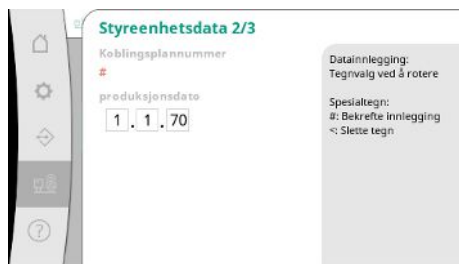 Styreenhetsdata 2/3
Koblingsplannummer
#
produksjonsdato
1 . 1 . 70
Datainnlegging:
Tegnvalg ved å rotere
Spesialtegn:
#: Bekrefte innlegging
<: Slette tegn
?